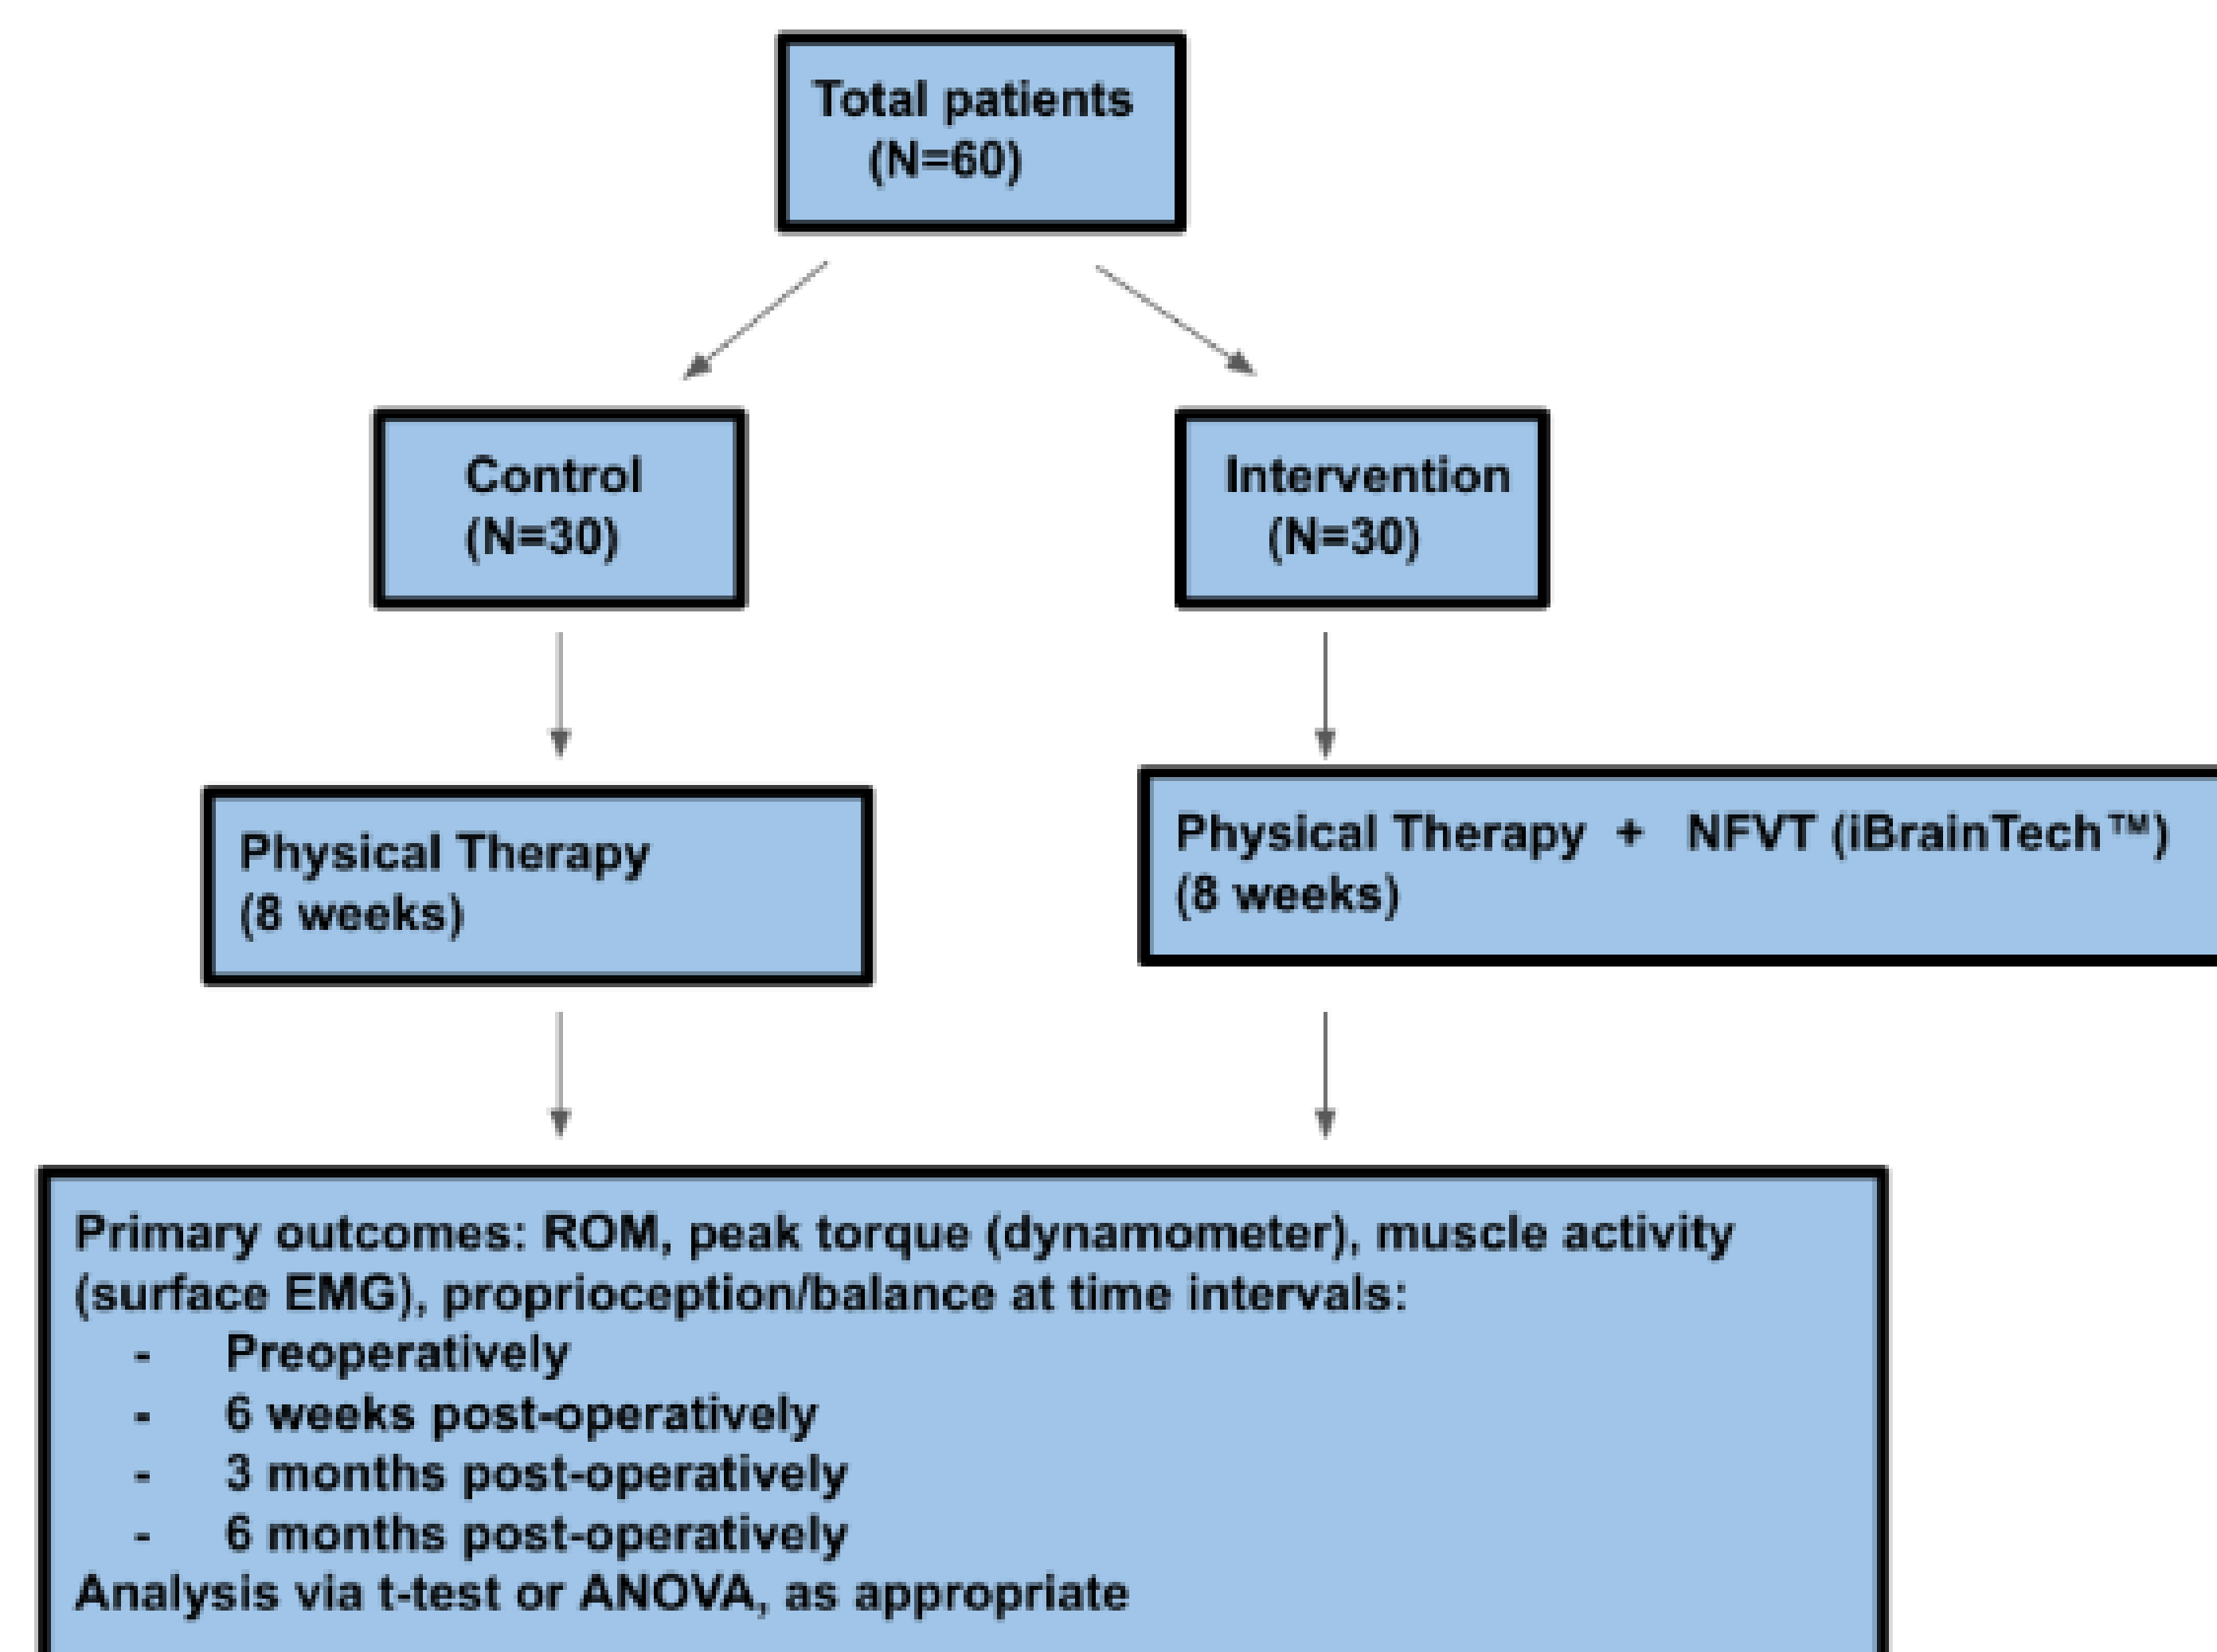 Total patients
(N=60)
Control
(N=30)
Intervention
(N=30)
Physical Therapy
(8 weeks)
Physical Therapy + NFVT (iBrainTech™)
(8 weeks)
Primary outcomes: ROM, peak torque (dynamometer), muscle activity
(surface EMG), proprioception/balance at time intervals:
- Preoperatively
- 6 weeks post-operatively
- 3 months post-operatively
- 6 months post-operatively
Analysis via t-test or ANOVA, as appropriate